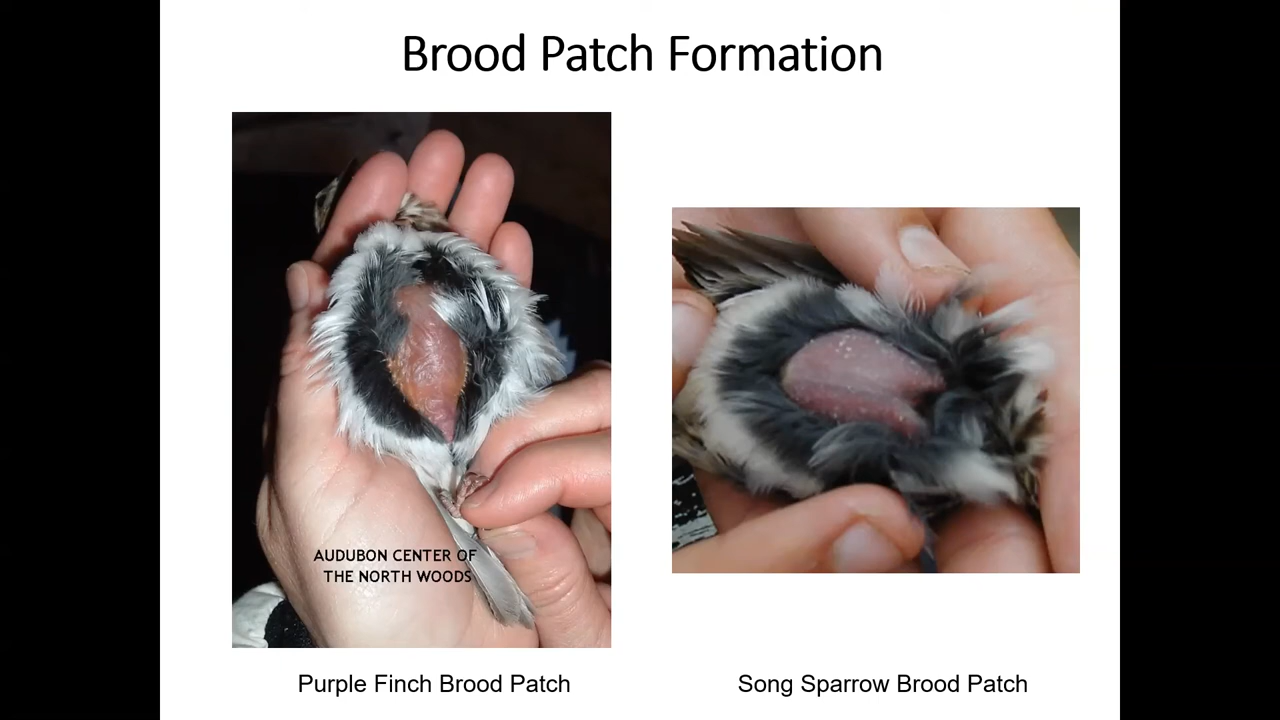 Brood Patch Formation
AUDUBON CENTER OF
THE NORTH WOODS
Purple Finch Brood Patch
Song Sparrow Brood Patch